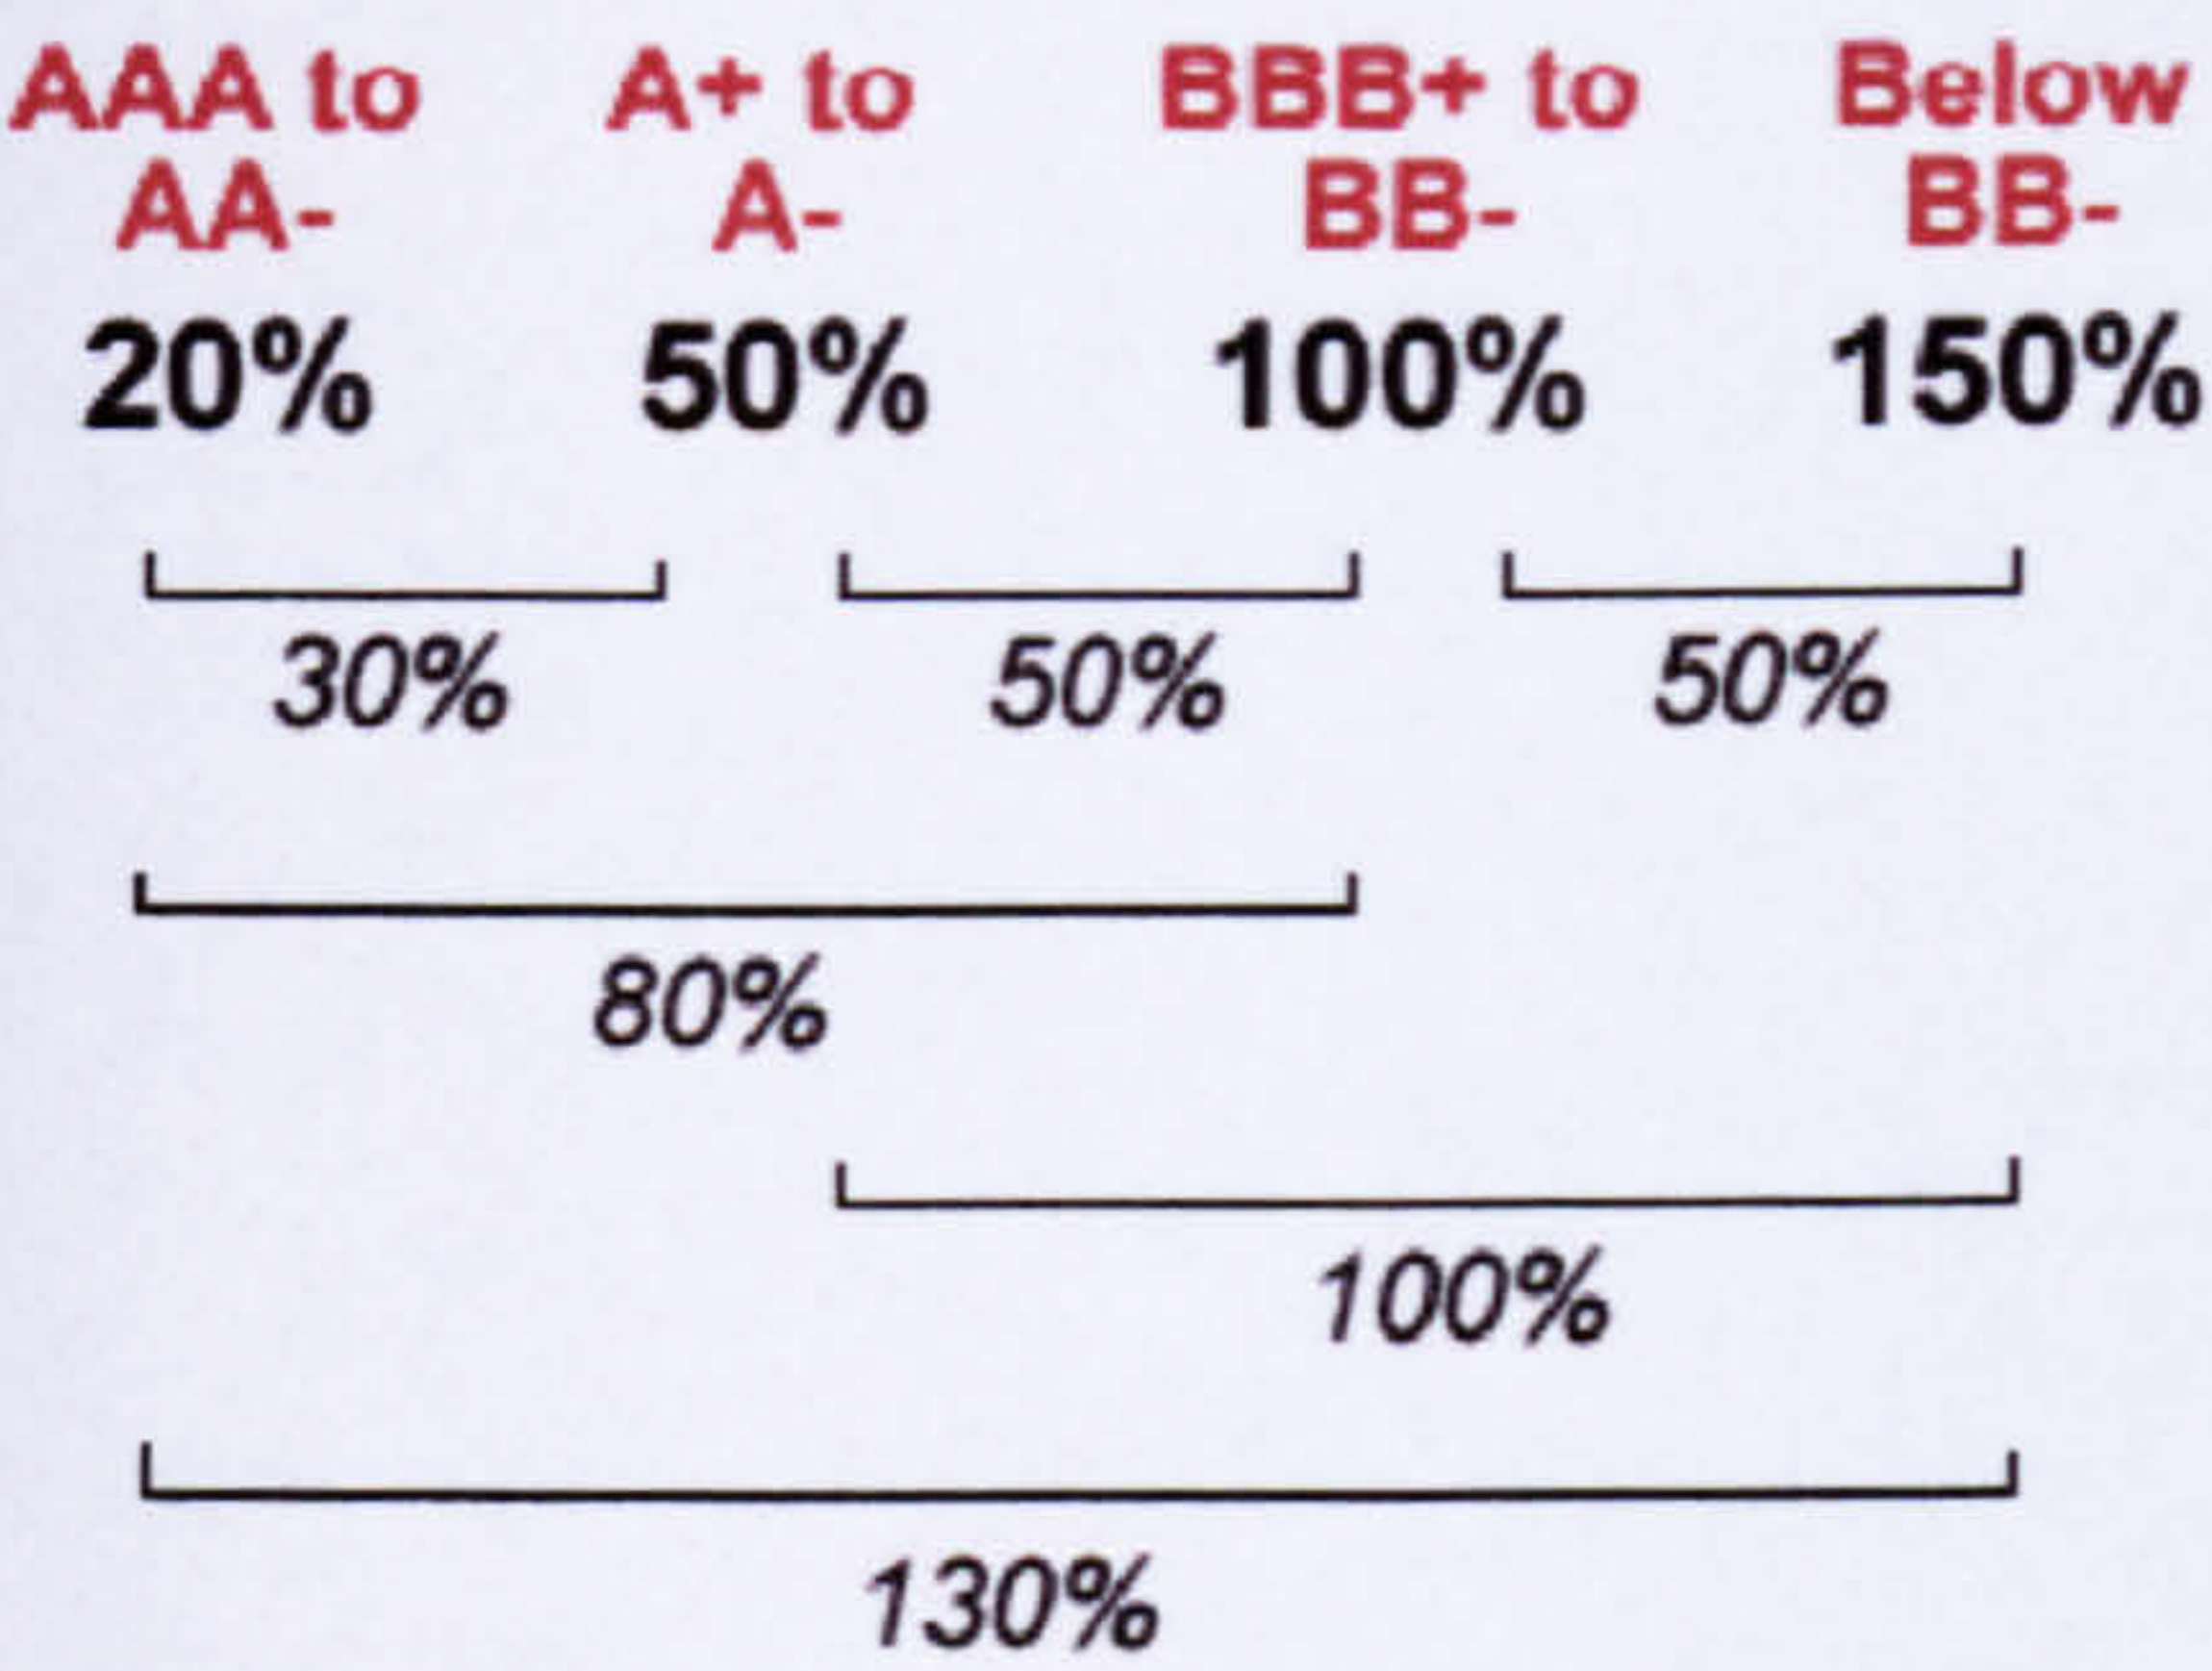 AAA to A+ to BBB+ to Below
AA- A- BB- BB-
20% 50% 100% 150%
30% 50% 50%
80%
100%
130%